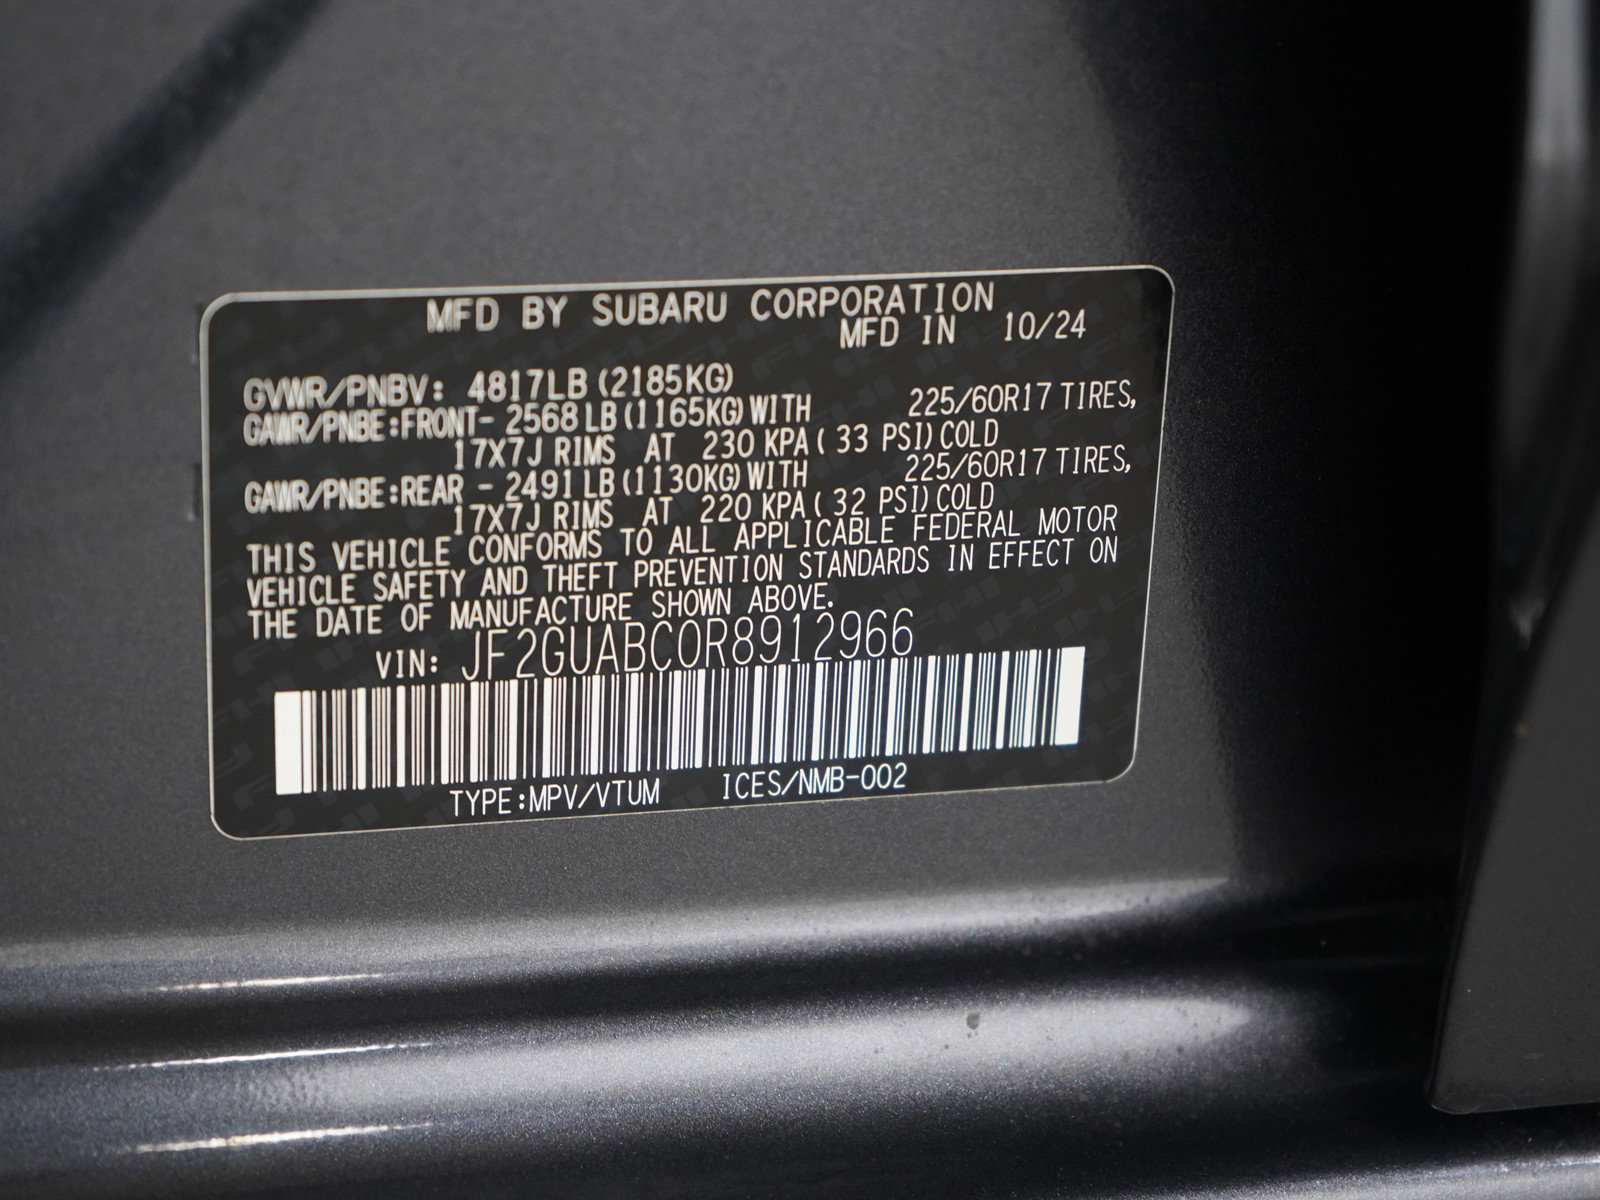 MFD BY SUBARU CORPORATION
MFD IN 10/24
GVWR/PNBV: 4817LB (2185KG)
GAWR/PNBE:FRONT- 2568 LB (1165KG) WITH 225/60R17 TIRES,
17X7J RIMS AT 230 KPA ( 33 PSI) COLD
GAWR/PNBE:REAR - 2491 LB (1130KG) WITH 225/60R17 TIRES,
17X7J RIMS AT 220 KPA ( 32 PSI) COLD
THIS VEHICLE CONFORMS TO ALL APPLICABLE FEDERAL MOTOR
VEHICLE SAFETY AND THEFT PREVENTION STANDARDS IN EFFECT ON
THE DATE OF MANUFACTURE SHOWN ABOVE.
VIN: JF2GUABC0R8912966
TYPE:MPV/VTUM ICES/NMB-002